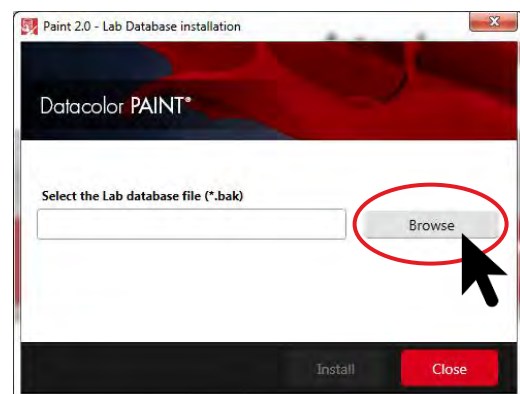 Paint 2.0 - Lab Database installation
Datacolor PAINT®
Select the Lab database file (*.bak)
Browse
Install
Close